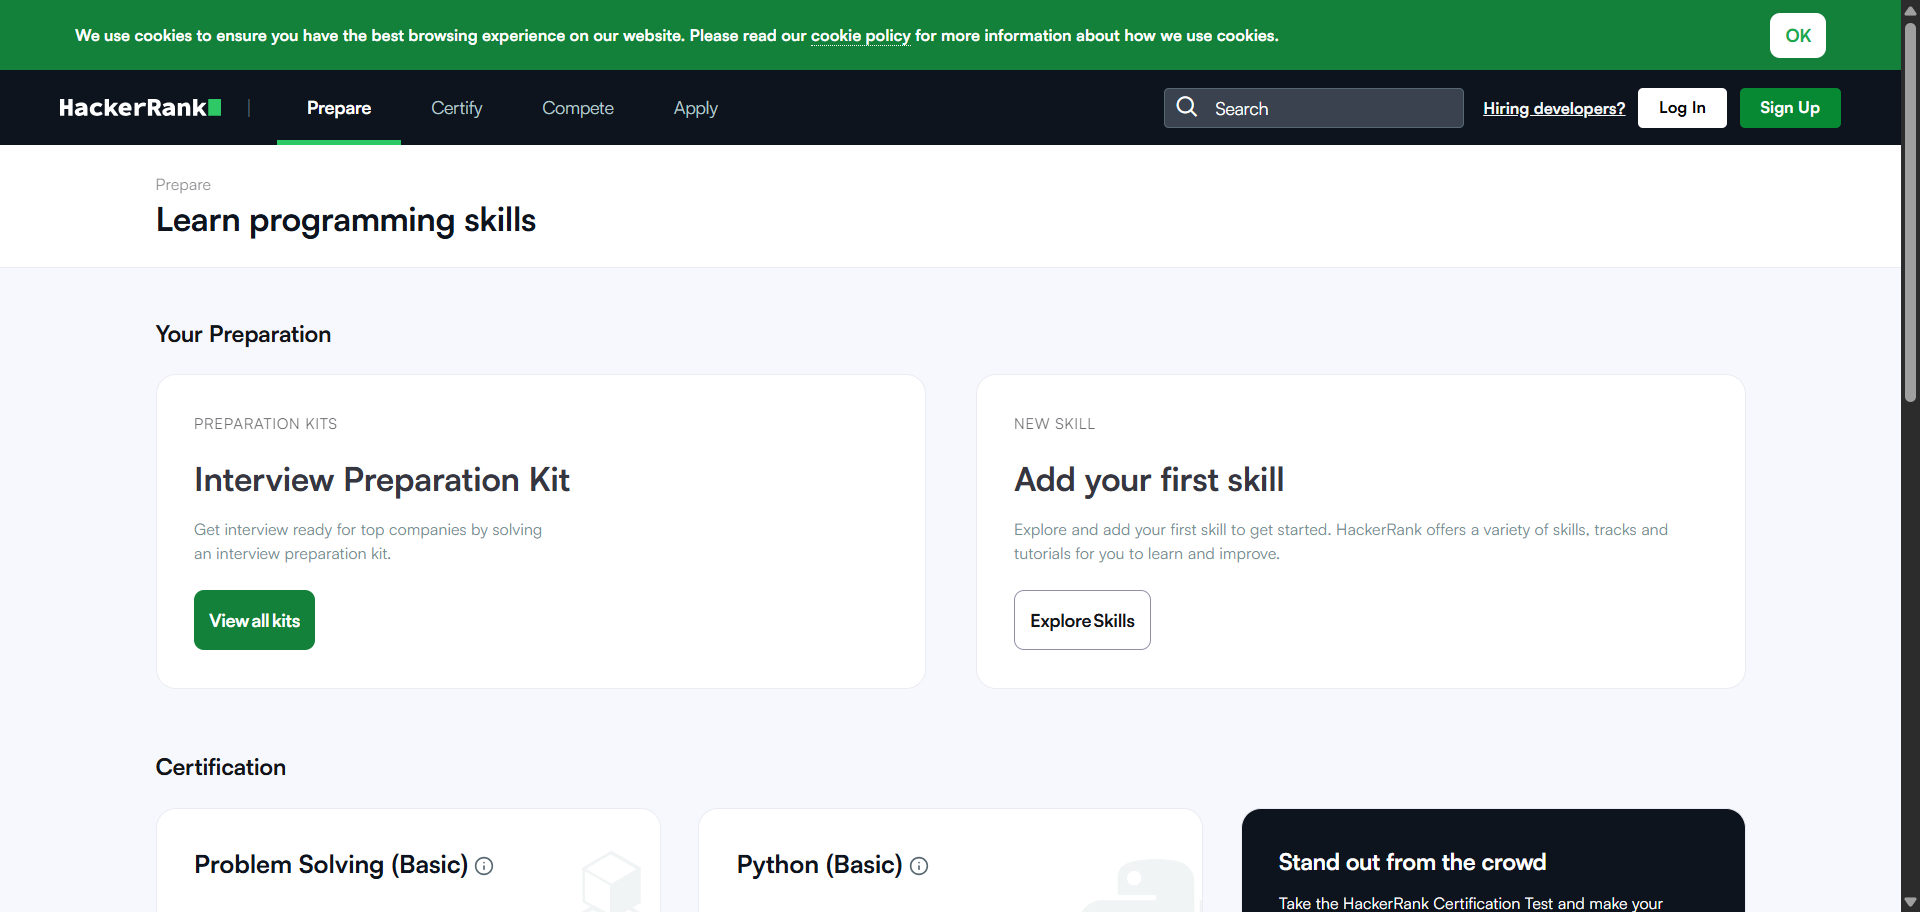 We use cookies to ensure you have the best browsing experience on our website. Please read our cookie policy for more information about how we use cookies.
OK
HackerRank
Prepare
Certify
Compete
Apply
Search
Hiring developers?
Log In
Sign Up
Prepare
Learn programming skills
Your Preparation
PREPARATION KITS
Interview Preparation Kit
Get interview ready for top companies by solving
an interview preparation kit.
View all kits
NEW SKILL
Add your first skill
Explore and add your first skill to get started. HackerRank offers a variety of skills, tracks and
tutorials for you to learn and improve.
Explore Skills
Certification
Problem Solving (Basic)
Python (Basic)
Stand out from the crowd
Take the HackerRank Certification Test and make your